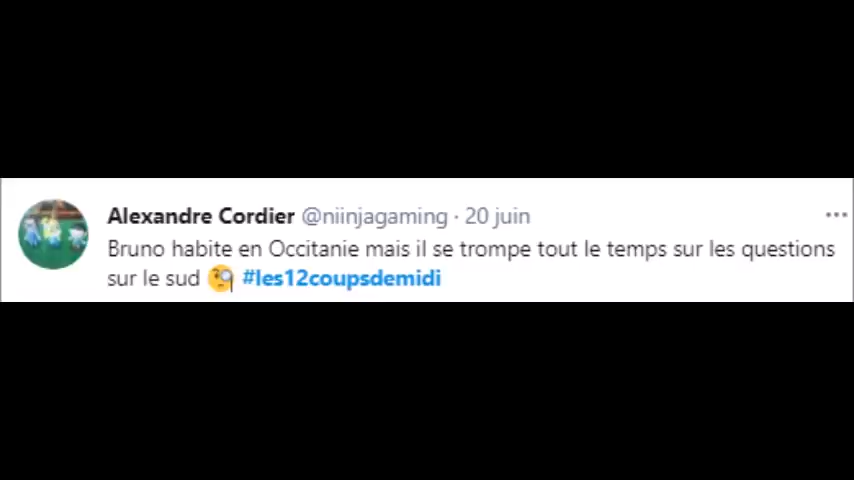 Alexandre Cordier @niinjagaming · 20 juin
Bruno habite en Occitanie mais il se trompe tout le temps sur les questions
sur le sud 🧐 #les12coupsdemidi